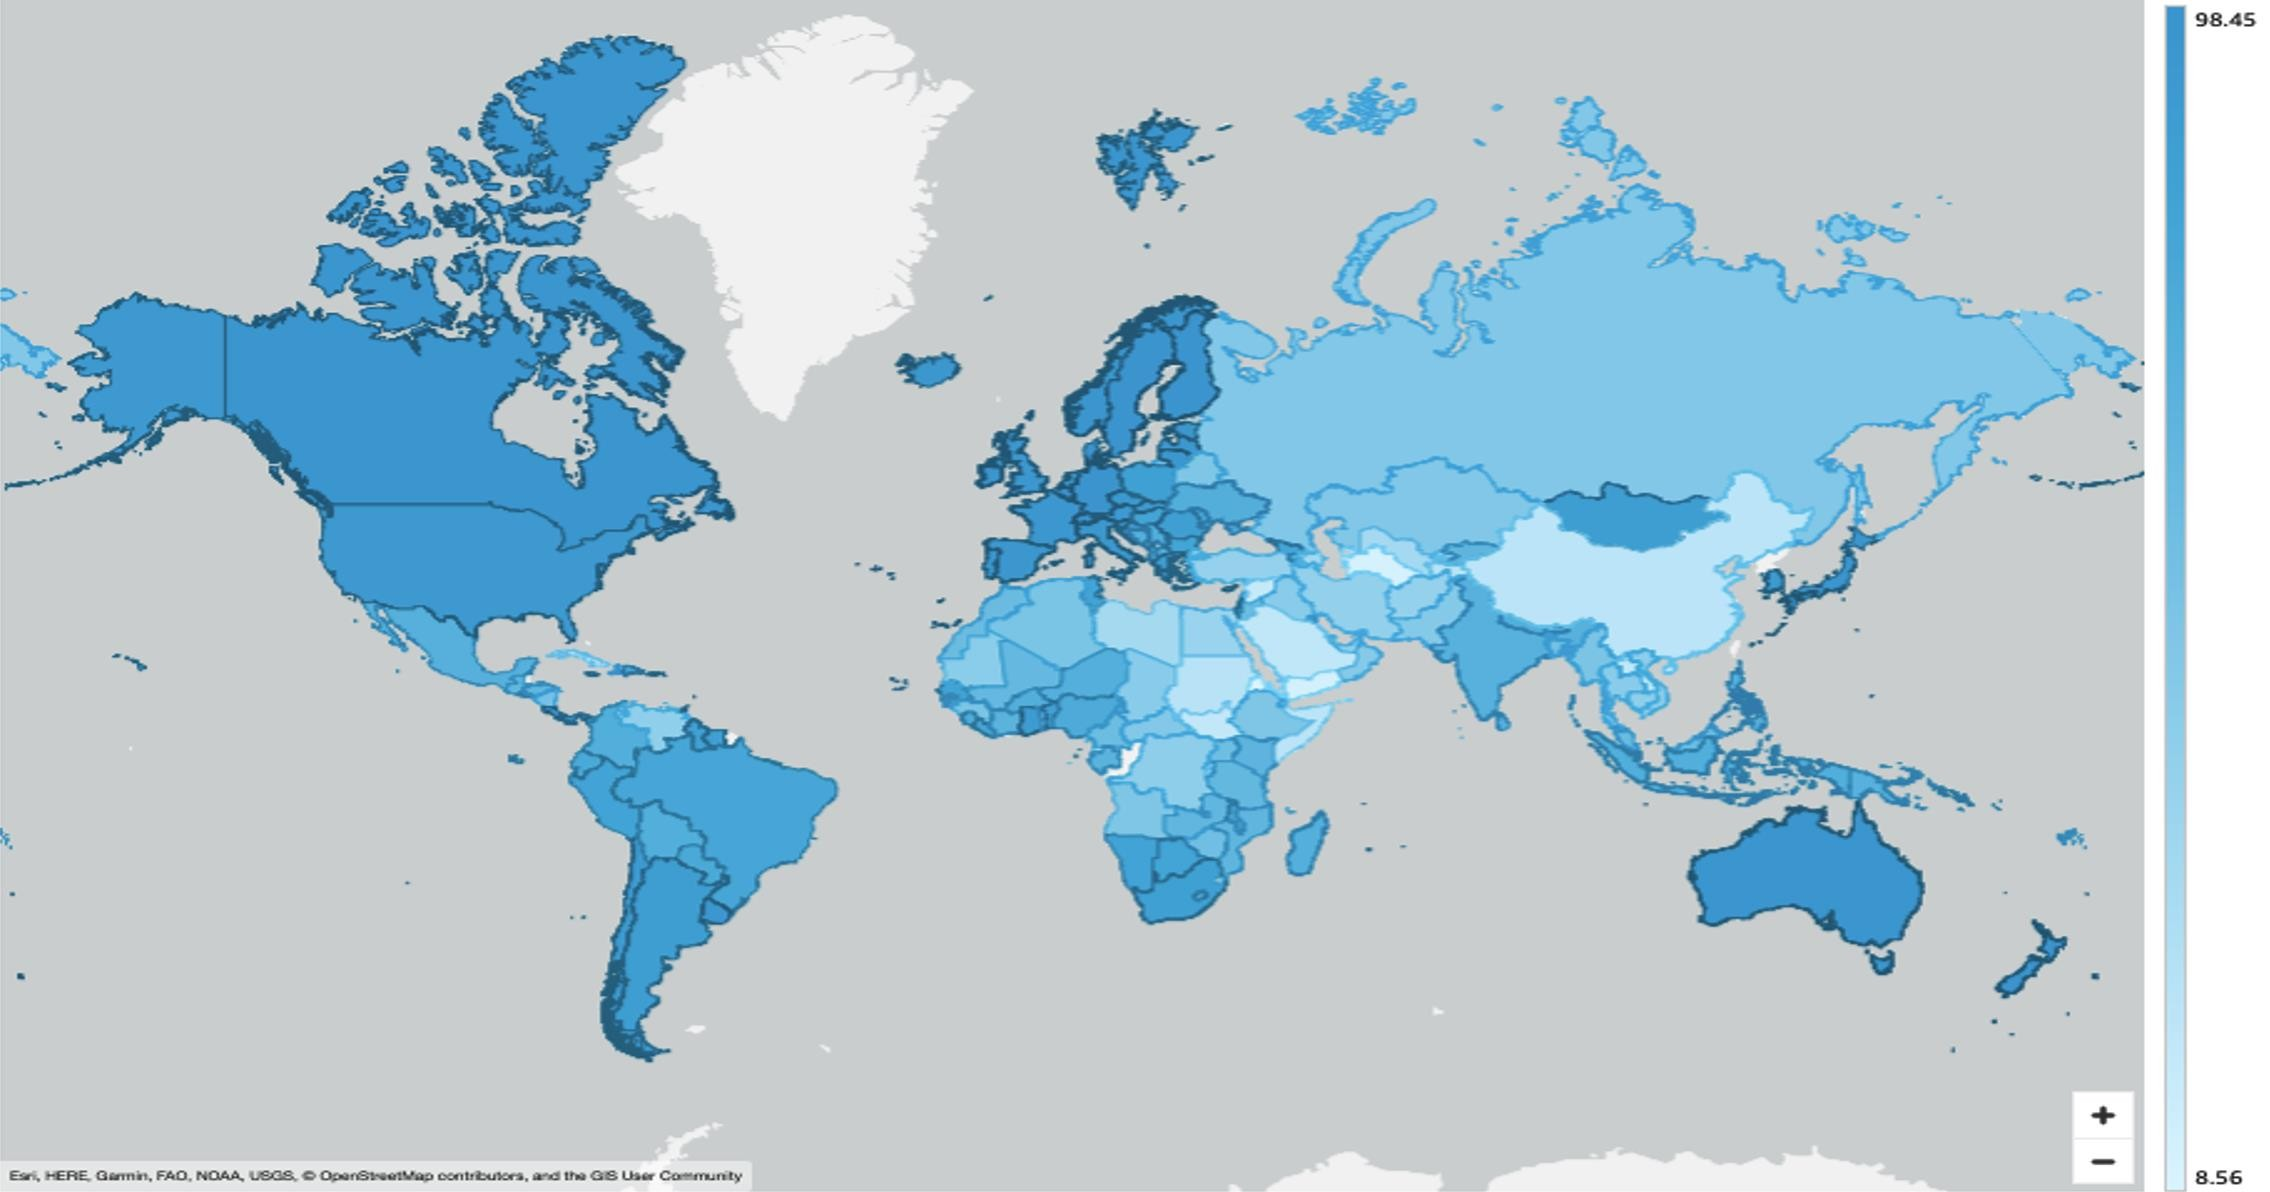 98.45
+
−
Esri, HERE, Garmin, FAO, NOAA, USGS, © OpenStreetMap contributors, and the GIS User Community
8.56